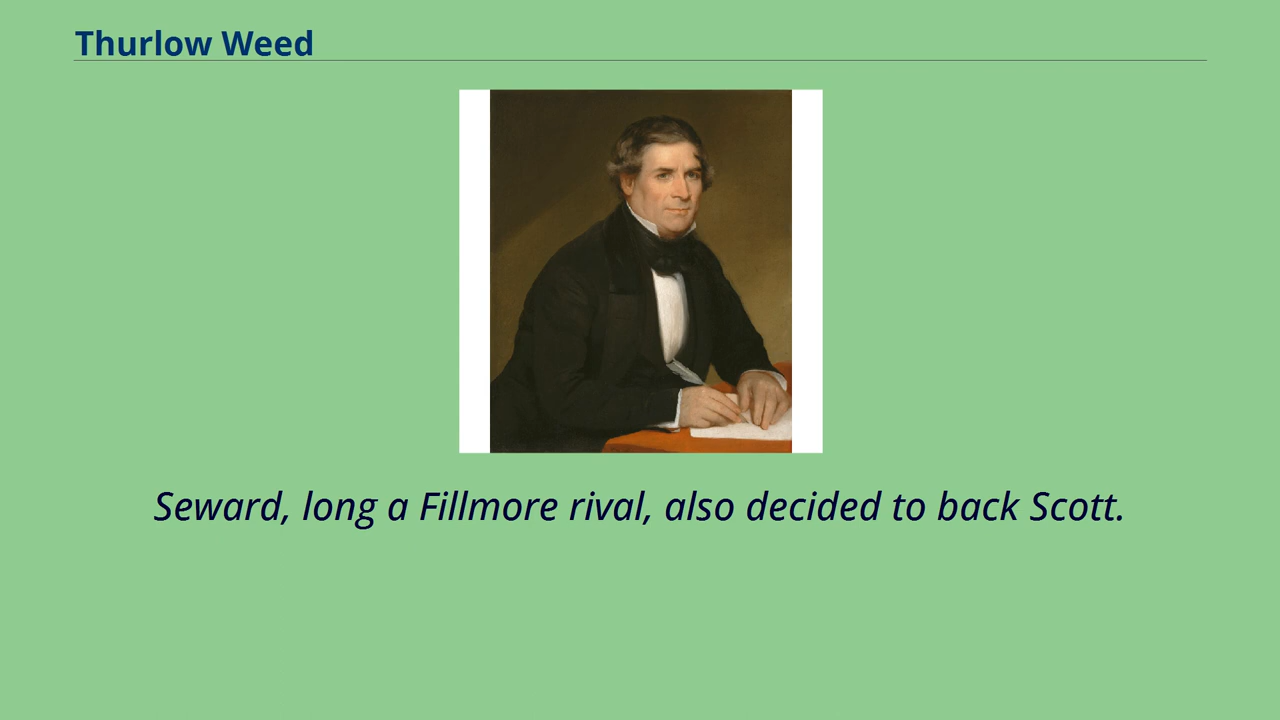 Thurlow Weed
Seward, long a Fillmore rival, also decided to back Scott.